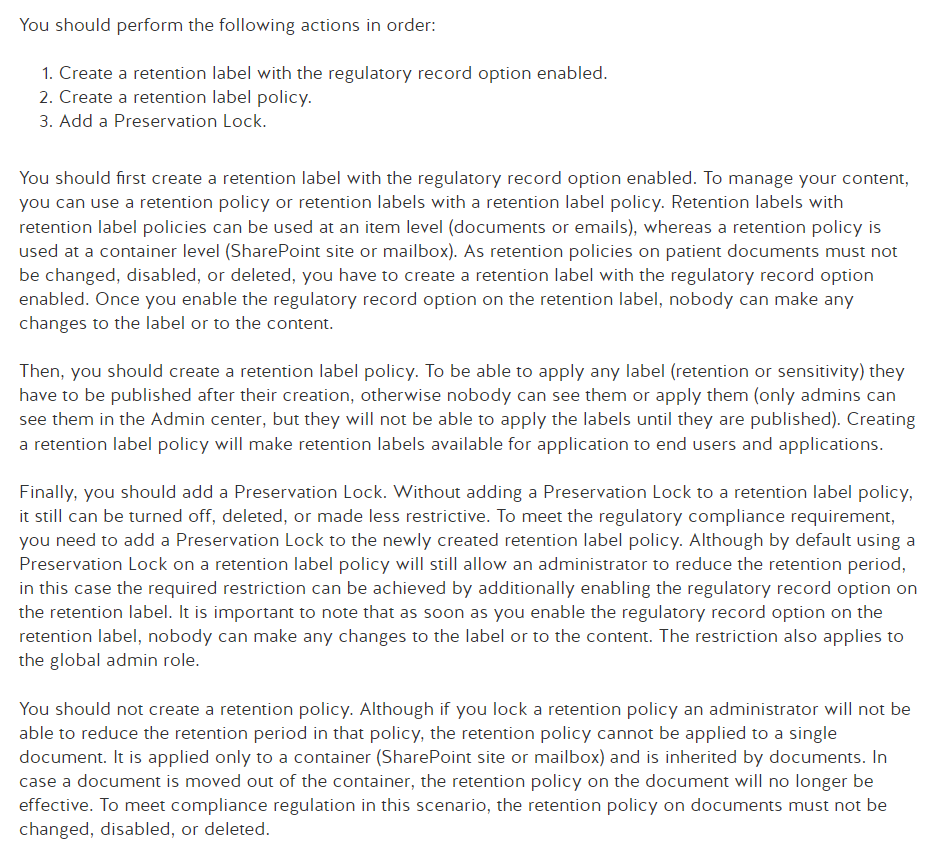 You should perform the following actions in order:
1. Create a retention label with the regulatory record option enabled.
2. Create a retention label policy.
3. Add a Preservation Lock.
You should first create a retention label with the regulatory record option enabled. To manage your content,
you can use a retention policy or retention labels with a retention label policy. Retention labels with
retention label policies can be used at an item level (documents or emails), whereas a retention policy is
used at a container level (SharePoint site or mailbox). As retention policies on patient documents must not
be changed, disabled, or deleted, you have to create a retention label with the regulatory record option
enabled. Once you enable the regulatory record option on the retention label, nobody can make any
changes to the label or to the content.
Then, you should create a retention label policy. To be able to apply any label (retention or sensitivity) they
have to be published after their creation, otherwise nobody can see them or apply them (only admins can
see them in the Admin center, but they will not be able to apply the labels until they are published). Creating
a retention label policy will make retention labels available for application to end users and applications.
Finally, you should add a Preservation Lock. Without adding a Preservation Lock to a retention label policy,
it still can be turned off, deleted, or made less restrictive. To meet the regulatory compliance requirement,
you need to add a Preservation Lock to the newly created retention label policy. Although by default using a
Preservation Lock on a retention label policy will still allow an administrator to reduce the retention period,
in this case the required restriction can be achieved by additionally enabling the regulatory record option on
the retention label. It is important to note that as soon as you enable the regulatory record option on the
retention label, nobody can make any changes to the label or to the content. The restriction also applies to
the global admin role.
You should not create a retention policy. Although if you lock a retention policy an administrator will not be
able to reduce the retention period in that policy, the retention policy cannot be applied to a single
document. It is applied only to a container (SharePoint site or mailbox) and is inherited by documents. In
case a document is moved out of the container, the retention policy on the document will no longer be
effective. To meet compliance regulation in this scenario, the retention policy on documents must not be
changed, disabled, or deleted.